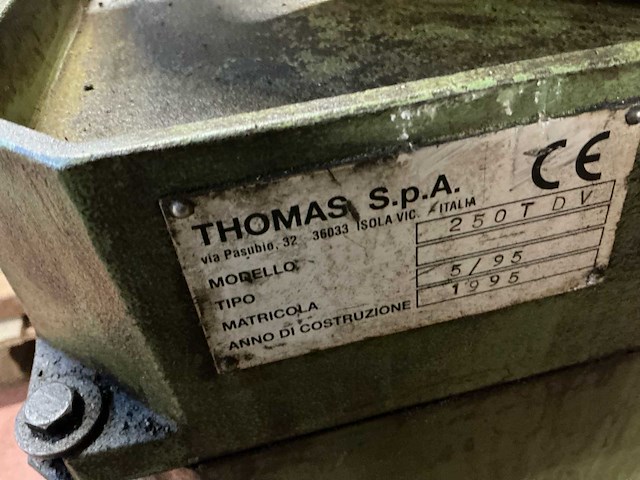 THOMAS S.p.A. CE
via Pasubio, 32 36033 ISOLA VIC. - ITALIA
MODELLO 250 T DV
TIPO
MATRICOLA 5/95
ANNO DI COSTRUZIONE 1995